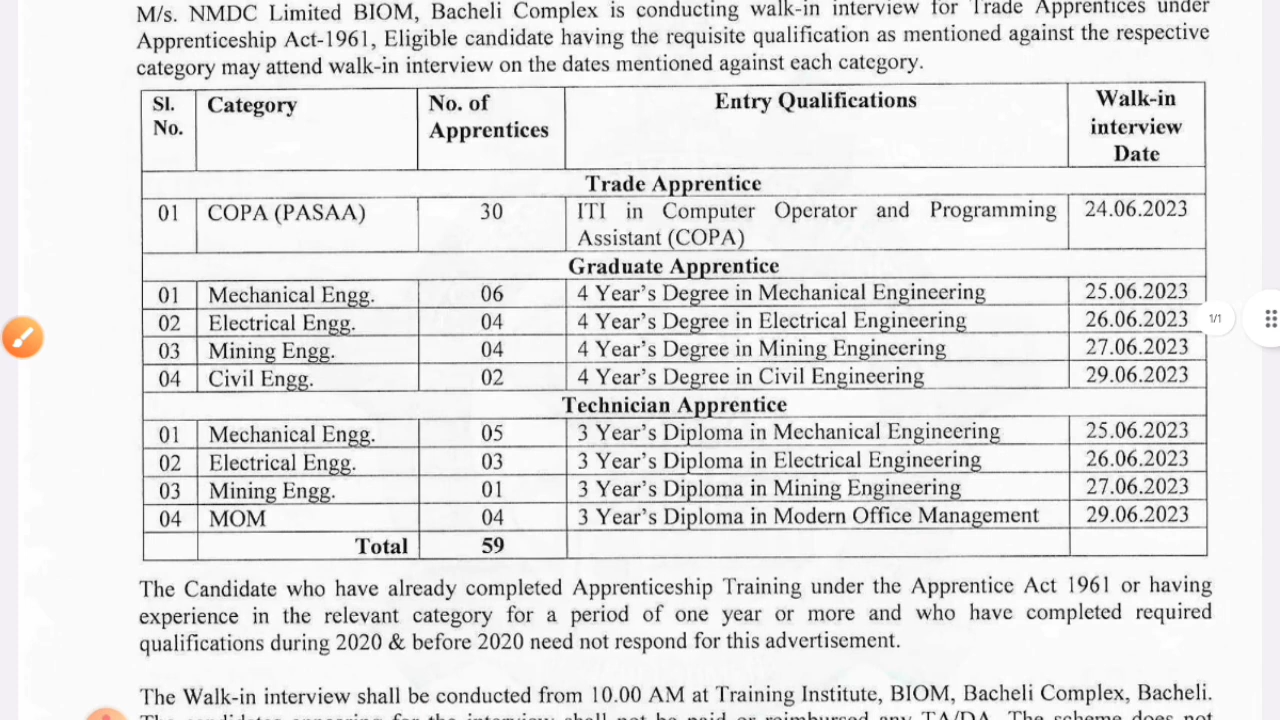 M/s. NMDC Limited BIOM, Bacheli Complex is conducting walk-in interview for Trade Apprentices under
Apprenticeship Act-1961, Eligible candidate having the requisite qualification as mentioned against the respective
category may attend walk-in interview on the dates mentioned against each category.
Sl. No. Category No. of Apprentices Entry Qualifications Walk-in interview Date
Trade Apprentice
01 COPA (PASAA) 30 ITI in Computer Operator and Programming Assistant (COPA) 24.06.2023
Graduate Apprentice
01 Mechanical Engg. 06 4 Year's Degree in Mechanical Engineering 25.06.2023
02 Electrical Engg. 04 4 Year's Degree in Electrical Engineering 26.06.2023
03 Mining Engg. 04 4 Year's Degree in Mining Engineering 27.06.2023
04 Civil Engg. 02 4 Year's Degree in Civil Engineering 29.06.2023
Technician Apprentice
01 Mechanical Engg. 05 3 Year's Diploma in Mechanical Engineering 25.06.2023
02 Electrical Engg. 03 3 Year's Diploma in Electrical Engineering 26.06.2023
03 Mining Engg. 01 3 Year's Diploma in Mining Engineering 27.06.2023
04 MOM 04 3 Year's Diploma in Modern Office Management 29.06.2023
Total 59
1/1
The Candidate who have already completed Apprenticeship Training under the Apprentice Act 1961 or having
experience in the relevant category for a period of one year or more and who have completed required
qualifications during 2020 & before 2020 need not respond for this advertisement.
The Walk-in interview shall be conducted from 10.00 AM at Training Institute, BIOM, Bacheli Complex, Bacheli.